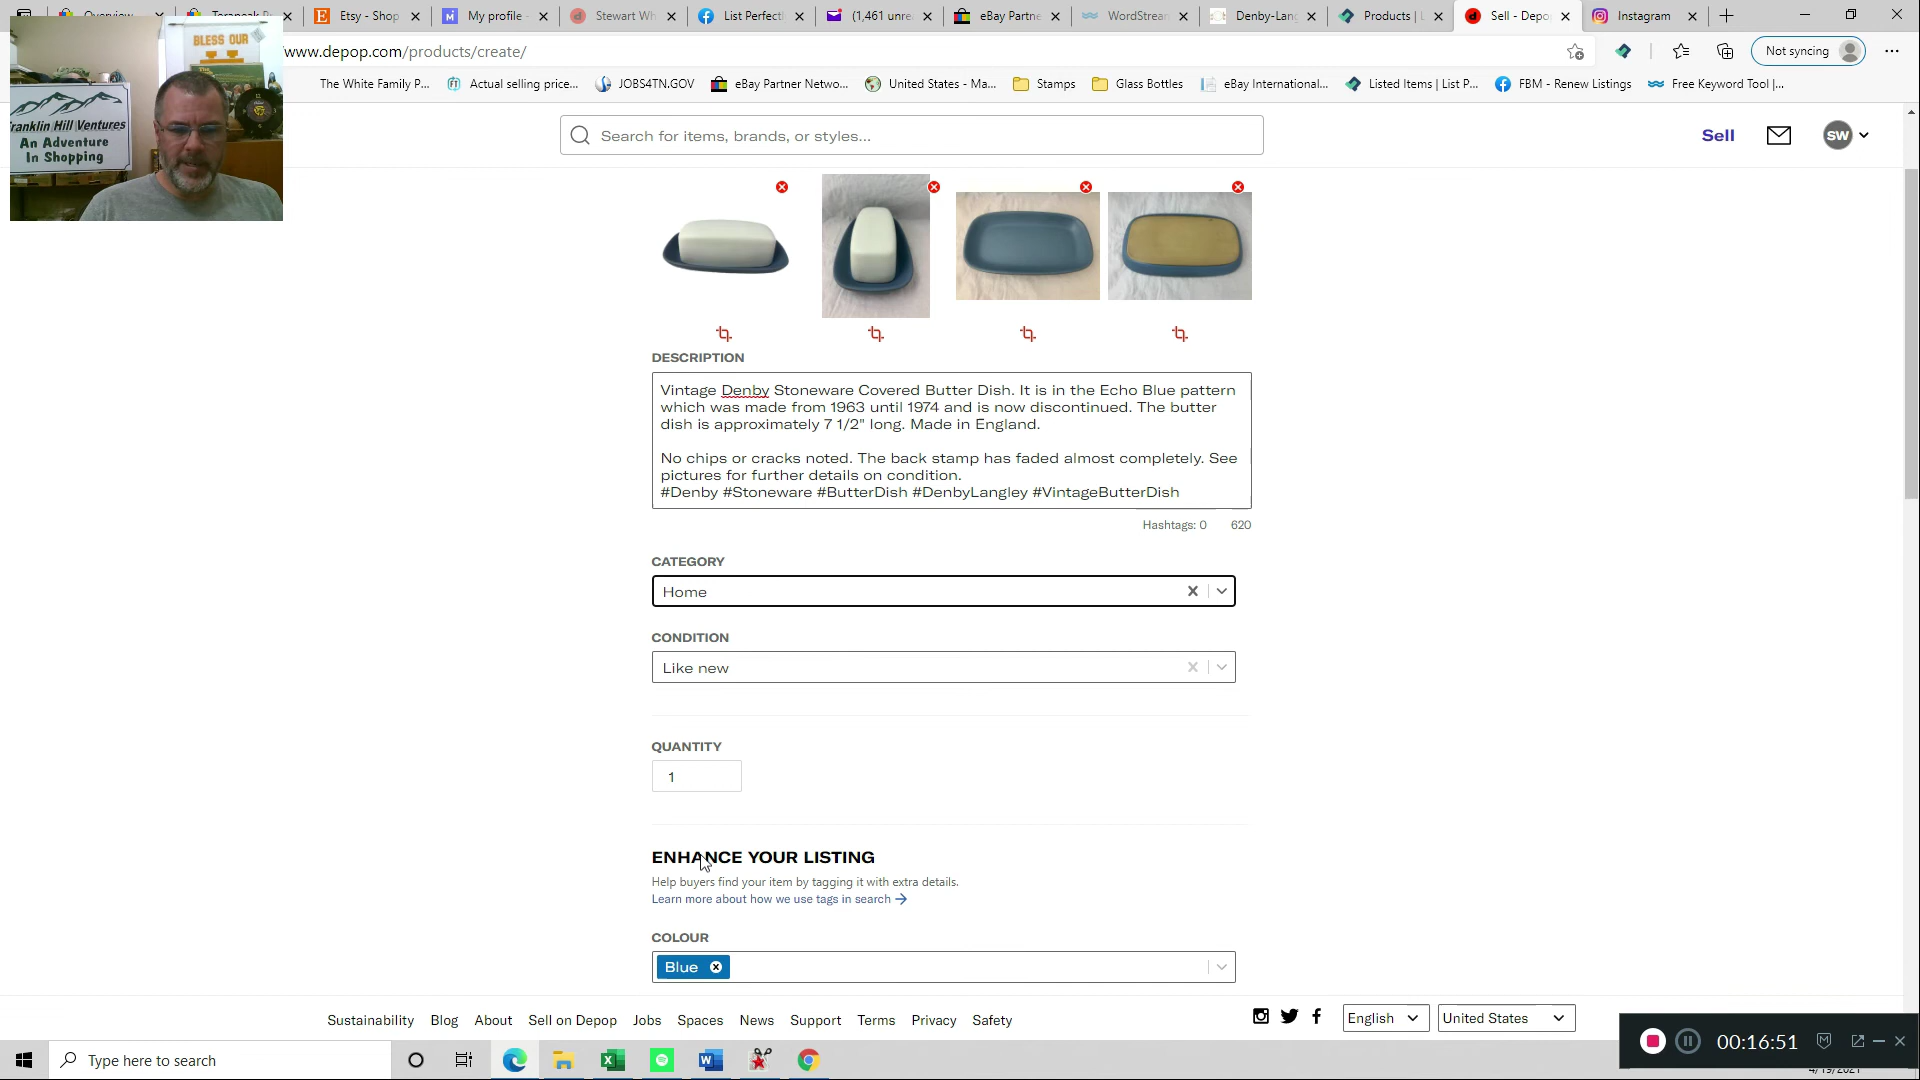 Overview
Terapeak
Etsy - Shop
My profile -
Stewart Wh
List Perfect
(1,461 unre
eBay Partne
WordStream
Denby-Lang
Products | L
Sell - Depo
Instagram
www.depop.com/products/create/
Not syncing
The White Family P...
Actual selling price...
JOBS4TN.GOV
eBay Partner Netwo...
United States - Ma...
Stamps
Glass Bottles
eBay International...
Listed Items | List P...
FBM - Renew Listings
Free Keyword Tool |...
BLESS OUR
Franklin Hill Ventures
An Adventure
In Shopping
Search for items, brands, or styles...
Sell
SW
DESCRIPTION
Vintage Denby Stoneware Covered Butter Dish. It is in the Echo Blue pattern
which was made from 1963 until 1974 and is now discontinued. The butter
dish is approximately 7 1/2" long. Made in England.
No chips or cracks noted. The back stamp has faded almost completely. See
pictures for further details on condition.
#Denby #Stoneware #ButterDish #DenbyLangley #VintageButterDish
Hashtags: 0 620
CATEGORY
Home
CONDITION
Like new
QUANTITY
1
ENHANCE YOUR LISTING
Help buyers find your item by tagging it with extra details.
Learn more about how we use tags in search →
COLOUR
Blue
Sustainability Blog About Sell on Depop Jobs Spaces News Support Terms Privacy Safety
English
United States
Type here to search
00:16:51
4/19/2021